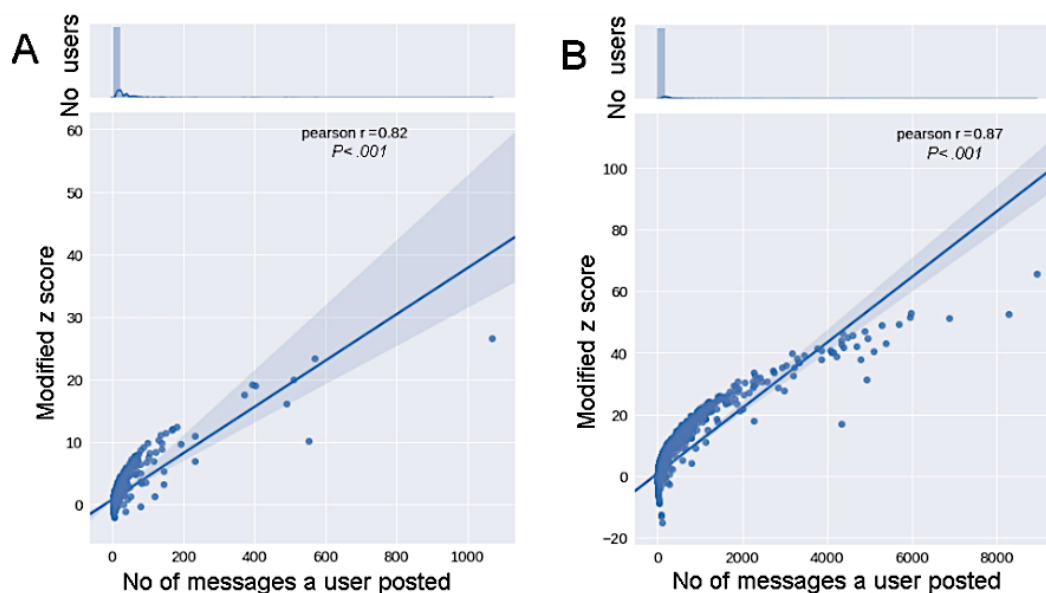 A
No users
pearson r=0.82
P< .001
60
50
40
30
20
10
0
Modified z score
0 200 400 600 800 1000
No of messages a user posted
B
No users
pearson r=0.87
P< .001
100
80
60
40
20
0
−20
Modified z score
0 2000 4000 6000 8000
No of messages a user posted